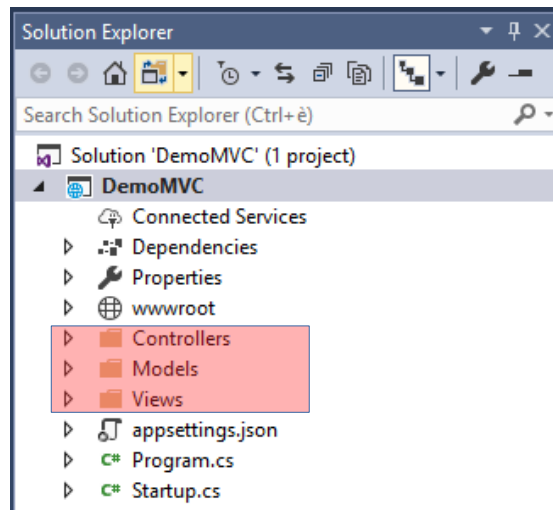 Solution Explorer
Search Solution Explorer (Ctrl+è)
Solution 'DemoMVC' (1 project)
DemoMVC
Connected Services
Dependencies
Properties
wwwroot
Controllers
Models
Views
appsettings.json
C# Program.cs
C# Startup.cs